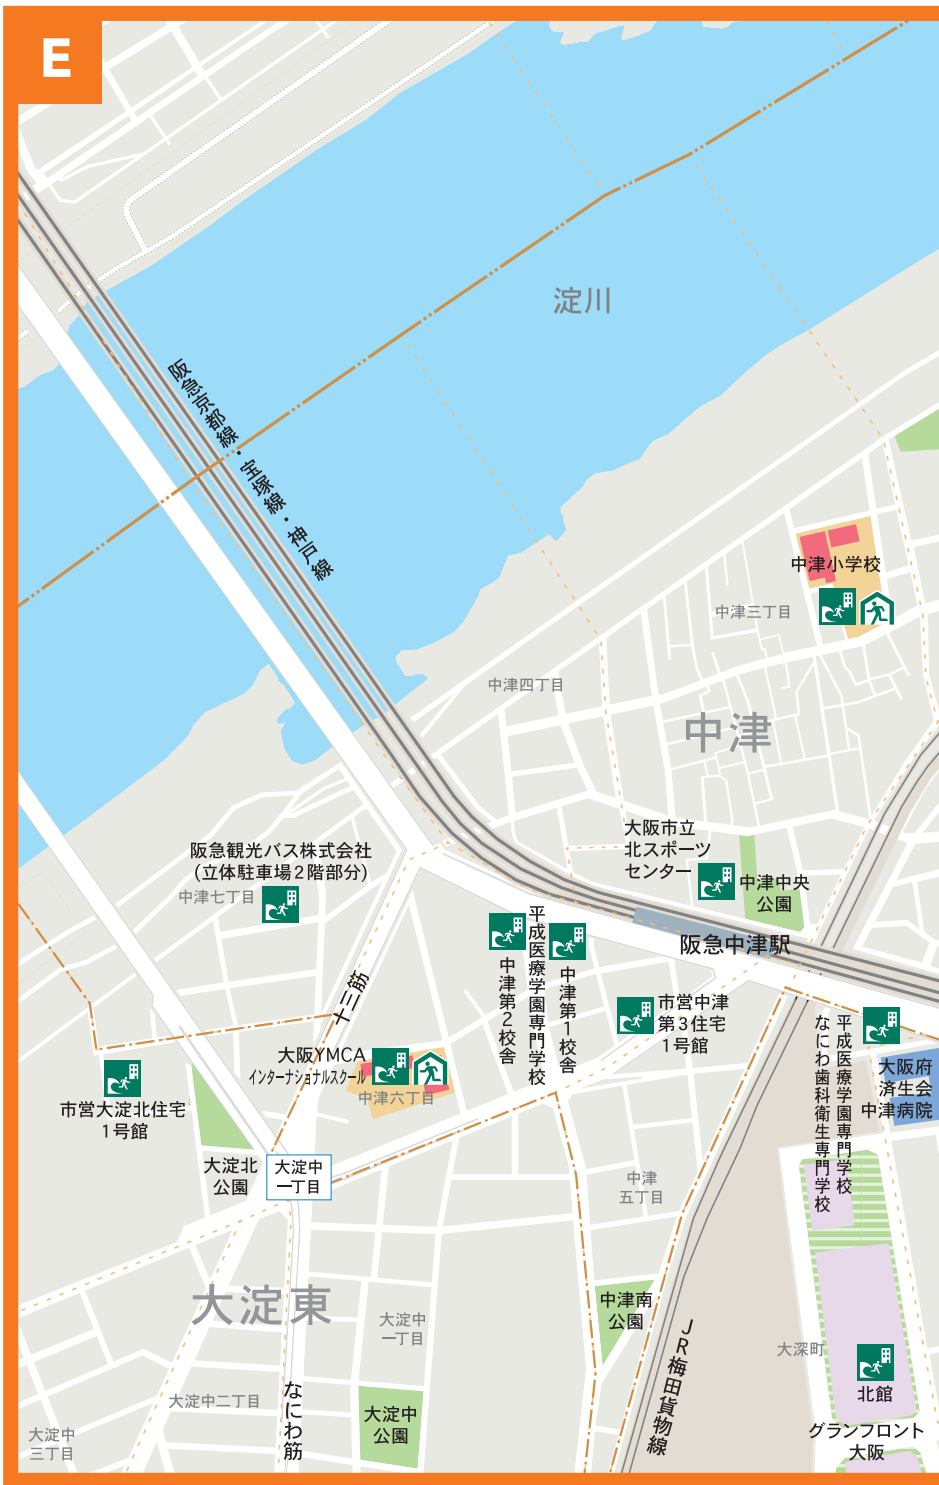 E
淀川
阪急京都線・宝塚線・神戸線
中津小学校
中津三丁目
中津四丁目
中津
大阪市立
北スポーツ
センター
中津中央
公園
阪急観光バス株式会社
(立体駐車場2階部分)
中津七丁目
阪急中津駅
平成医療学園専門学校
中津第2校舎
中津第1校舎
十三筋
市営中津
第3住宅
1号館
平成医療学園専門学校
なにわ歯科衛生専門学校
大阪府
済生会
中津病院
大阪YMCA
インターナショナルスクール
中津六丁目
市営大淀北住宅
1号館
大淀北
公園
大淀中
一丁目
中津
五丁目
大淀東
中津南
公園
大淀中
一丁目
JR梅田貨物線
大深町
北館
グランフロント
大阪
大淀中二丁目
なにわ筋
大淀中
公園
大淀中
三丁目